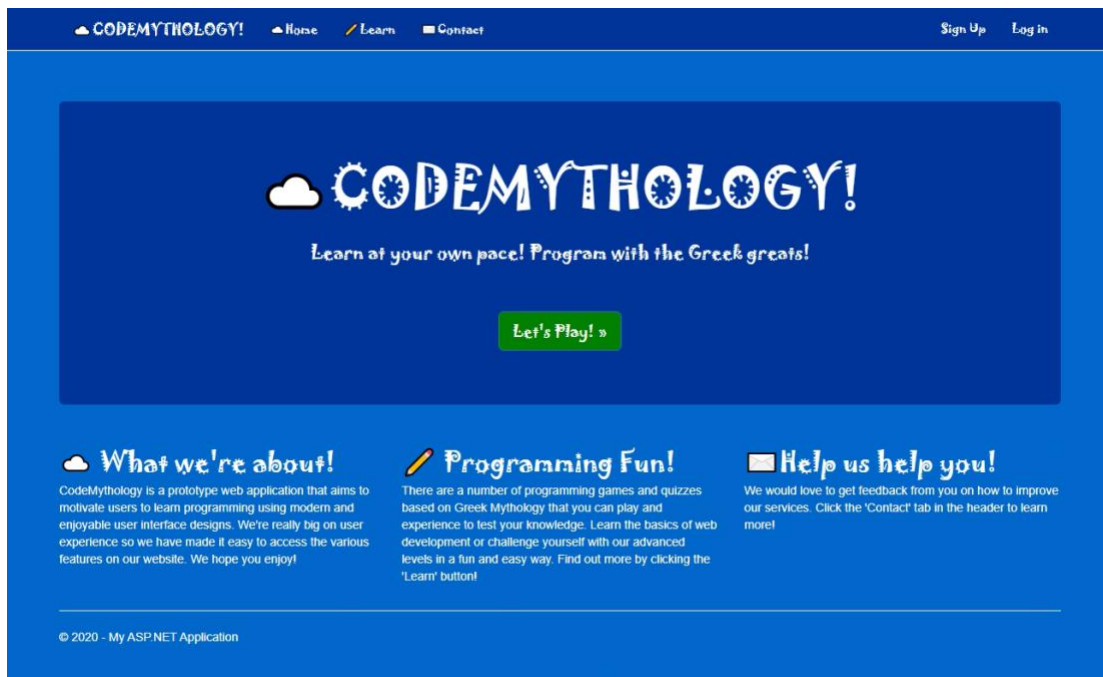 CODEMYTHOLOGY! Home Learn Contact Sign Up Log in
CODEMYTHOLOGY!
Learn at your own pace! Program with the Greek greats!
Let's Play! »
What we're about!
CodeMythology is a prototype web application that aims to
motivate users to learn programming using modern and
enjoyable user interface designs. We're really big on user
experience so we have made it easy to access the various
features on our website. We hope you enjoy!
Programming Fun!
There are a number of programming games and quizzes
based on Greek Mythology that you can play and
experience to test your knowledge. Learn the basics of web
development or challenge yourself with our advanced
levels in a fun and easy way. Find out more by clicking the
'Learn' button!
Help us help you!
We would love to get feedback from you on how to improve
our services. Click the 'Contact' tab in the header to learn
more!
© 2020 - My ASP.NET Application